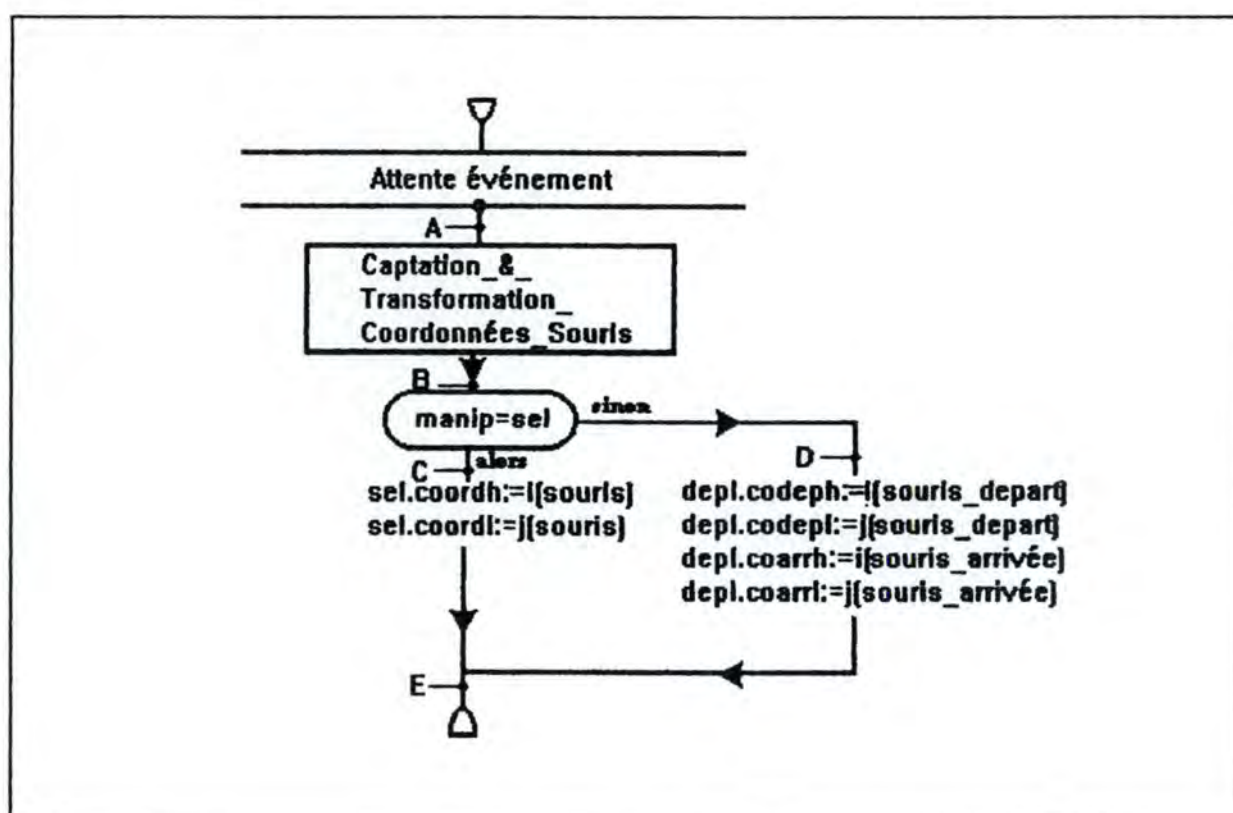 Attente événement
A
Captation_&_
Transformation_
Coordonnées_Souris
B
manip=sel
sinon
C
alors
D
sel.coordh:=i(souris)
sel.coordl:=j(souris)
depl.codeph:=i(souris_depart)
depl.codepl:=j(souris_depart)
depl.coarrh:=i(souris_arrivée)
depl.coarrl:=j(souris_arrivée)
E